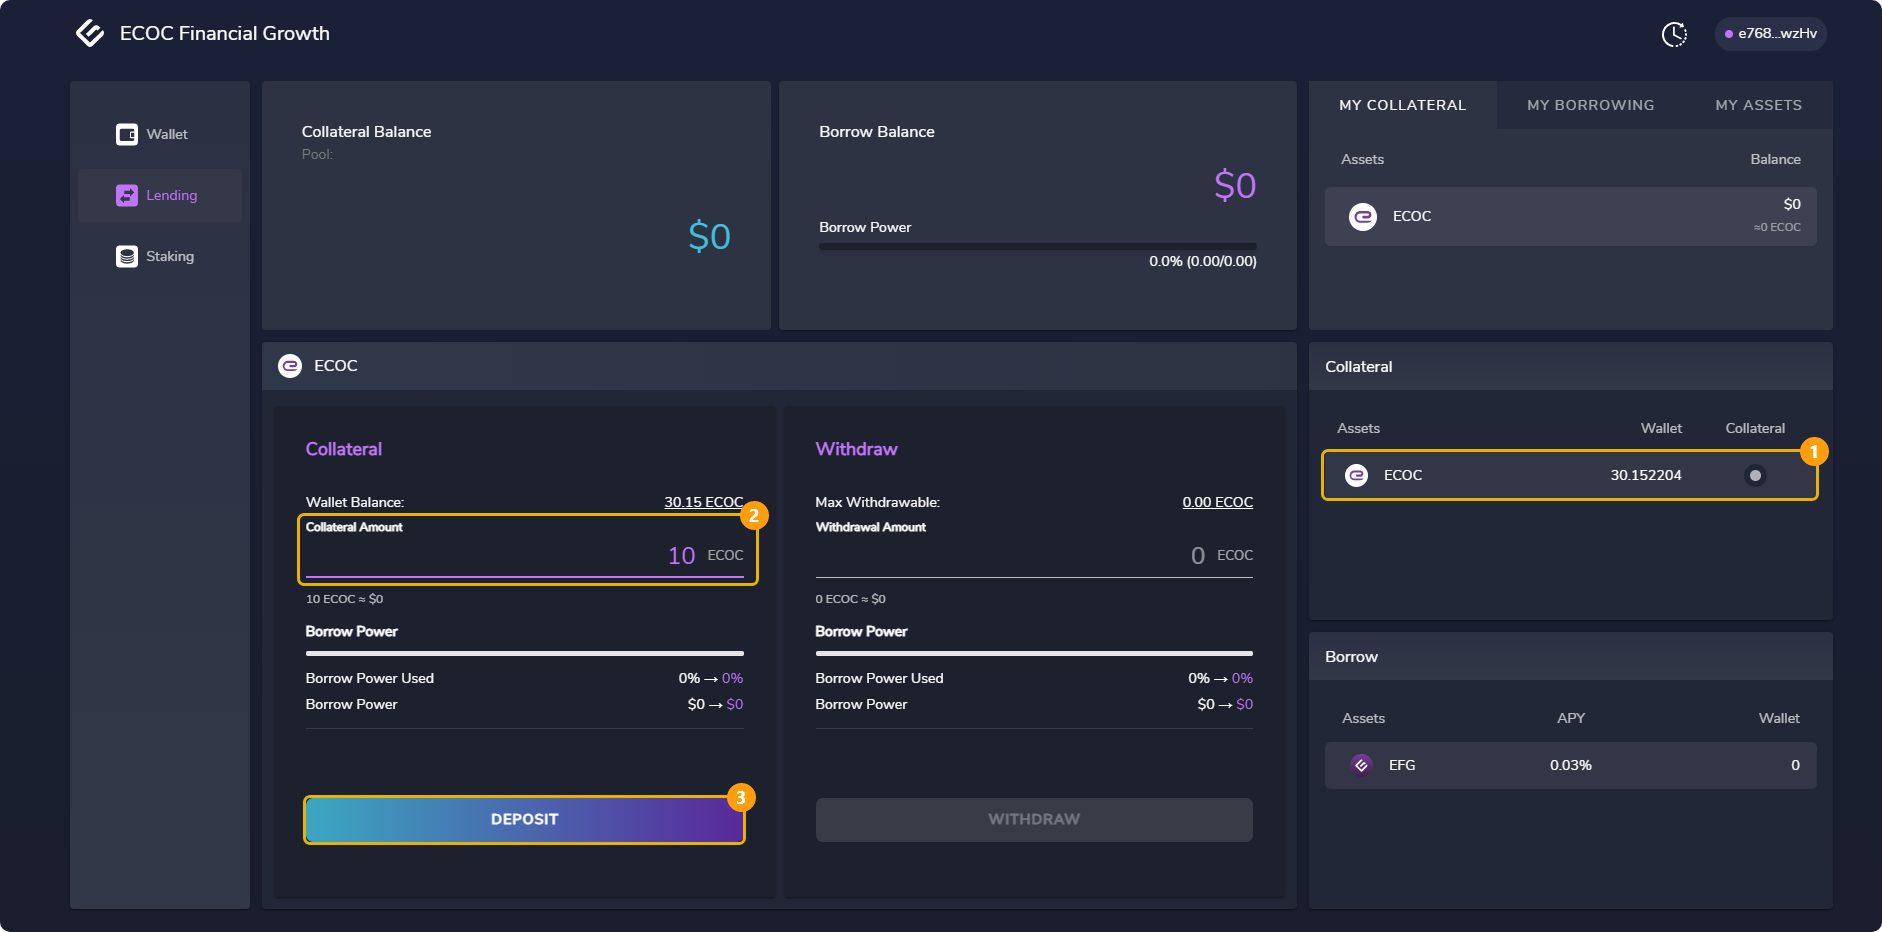 ECOC Financial Growth
e768...wzHv
Wallet
Lending
Staking
Collateral Balance
Pool:
$0
Borrow Balance
$0
Borrow Power
0.0% (0.00/0.00)
MY COLLATERAL MY BORROWING MY ASSETS
Assets Balance
ECOC $0
≈0 ECOC
ECOC
Collateral
Wallet Balance: 30.15 ECOC
2
Collateral Amount
10 ECOC
10 ECOC ≈ $0
Borrow Power
Borrow Power Used 0% → 0%
Borrow Power $0 → $0
3
DEPOSIT
Withdraw
Max Withdrawable: 0.00 ECOC
Withdrawal Amount
0 ECOC
0 ECOC ≈ $0
Borrow Power
Borrow Power Used 0% → 0%
Borrow Power $0 → $0
WITHDRAW
Collateral
Assets Wallet Collateral
1
ECOC 30.152204
Borrow
Assets APY Wallet
EFG 0.03% 0